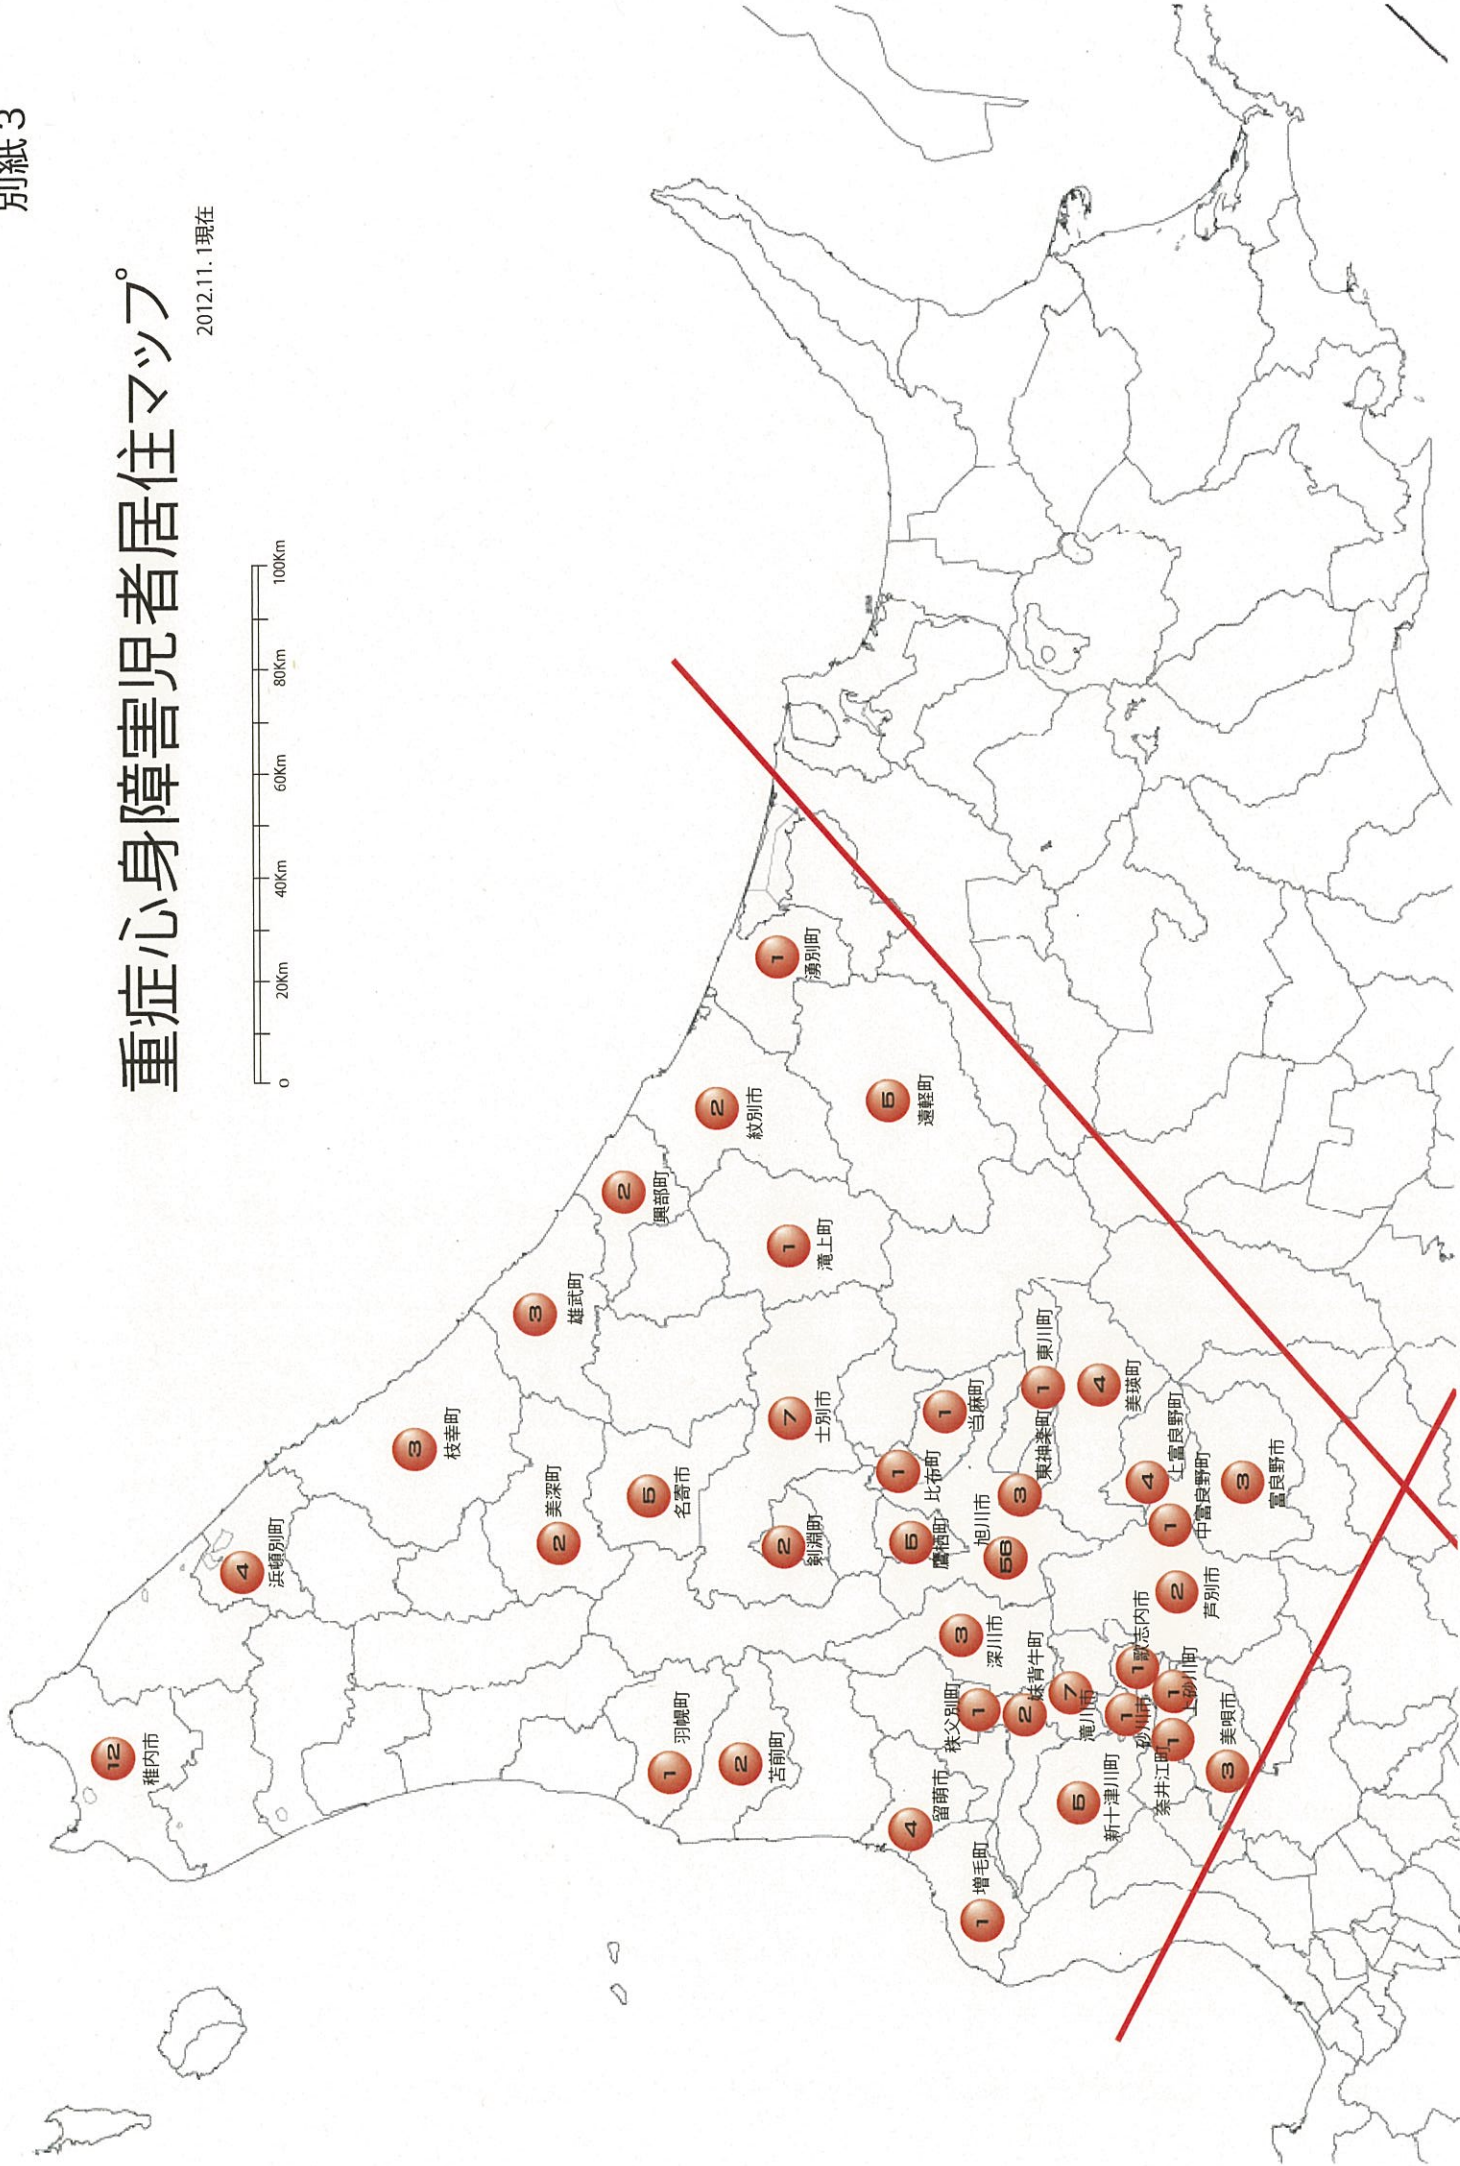 別紙3
重症心身障害児者居住マップ
2012.11.1現在
0
20Km
40Km
60Km
80Km
100Km
12
稚内市
4
浜頓別町
3
枝幸町
3
雄武町
2
興部町
2
紋別市
1
湧別町
5
遠軽町
1
滝上町
2
美深町
5
名寄市
7
士別市
2
剣淵町
1
羽幌町
2
苫前町
4
留萌市
1
増毛町
1
比布町
1
当麻町
5
鷹栖町
58
旭川市
3
東神楽町
1
東川町
4
美瑛町
4
上富良野町
1
中富良野町
3
富良野市
2
芦別市
3
深川市
1
秩父別町
2
妹背牛町
7
滝川市
5
新十津川町
1
歌志内市
1
砂川市
1
上砂川町
1
奈井江町
3
美唄市